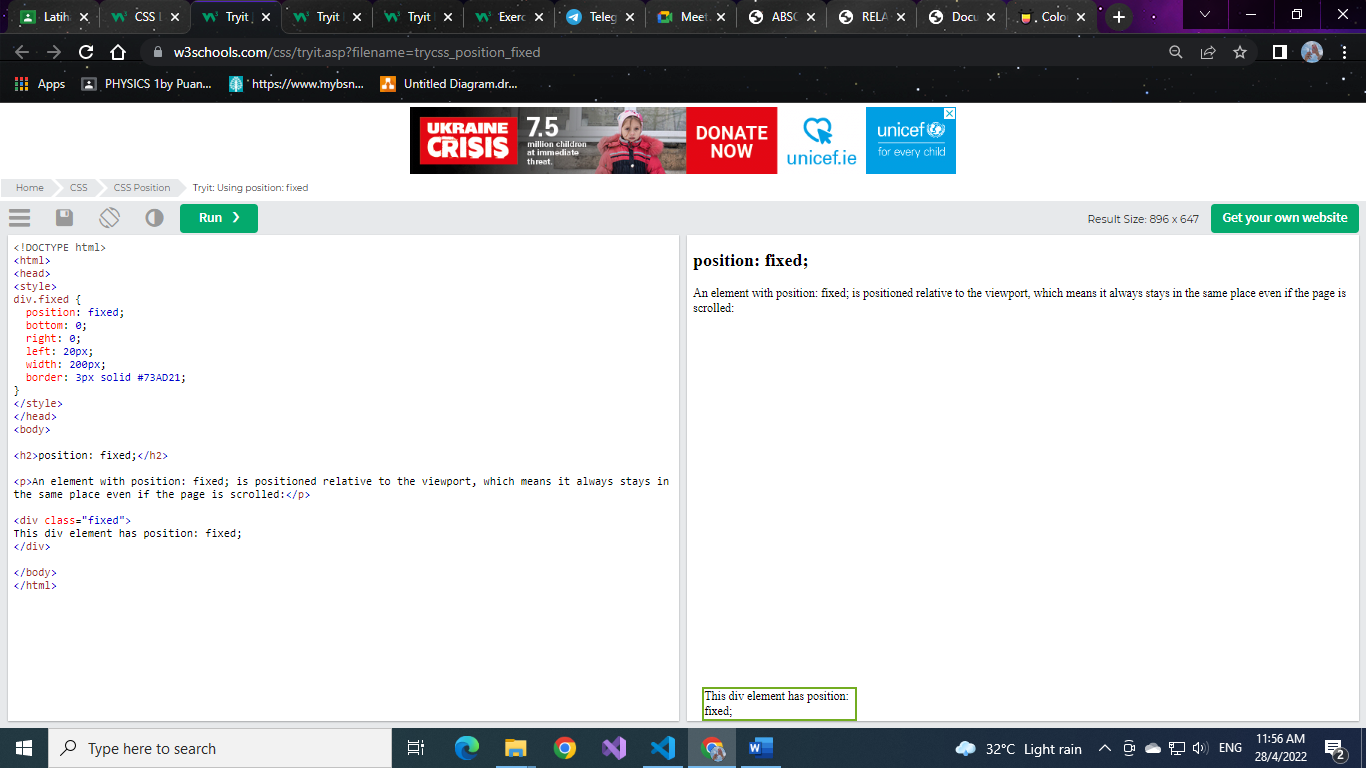 Latiha
CSS L
Tryit
Tryit
Tryit
Exerc
Teleg
Meet
ABSO
RELA
Docu
Colo
w3schools.com/css/tryit.asp?filename=trycss_position_fixed
Apps
PHYSICS 1by Puan...
https://www.mybsn...
Untitled Diagram.dr...
UKRAINE
CRISIS
7.5
million children
at immediate
threat.
DONATE
NOW
unicef.ie
unicef
for every child
Home
CSS
CSS Position
Tryit: Using position: fixed
Run ❯
Result Size: 896 x 647
Get your own website
<!DOCTYPE html>
<html>
<head>
<style>
div.fixed {
  position: fixed;
  bottom: 0;
  right: 0;
  left: 20px;
  width: 200px;
  border: 3px solid #73AD21;
}
</style>
</head>
<body>
<h2>position: fixed;</h2>
<p>An element with position: fixed; is positioned relative to the viewport, which means it always stays in
the same place even if the page is scrolled:</p>
<div class="fixed">
This div element has position: fixed;
</div>
</body>
</html>
position: fixed;
An element with position: fixed; is positioned relative to the viewport, which means it always stays in the same place even if the page is
scrolled:
This div element has position:
fixed;
Type here to search
32°C Light rain
ENG
11:56 AM
28/4/2022
2